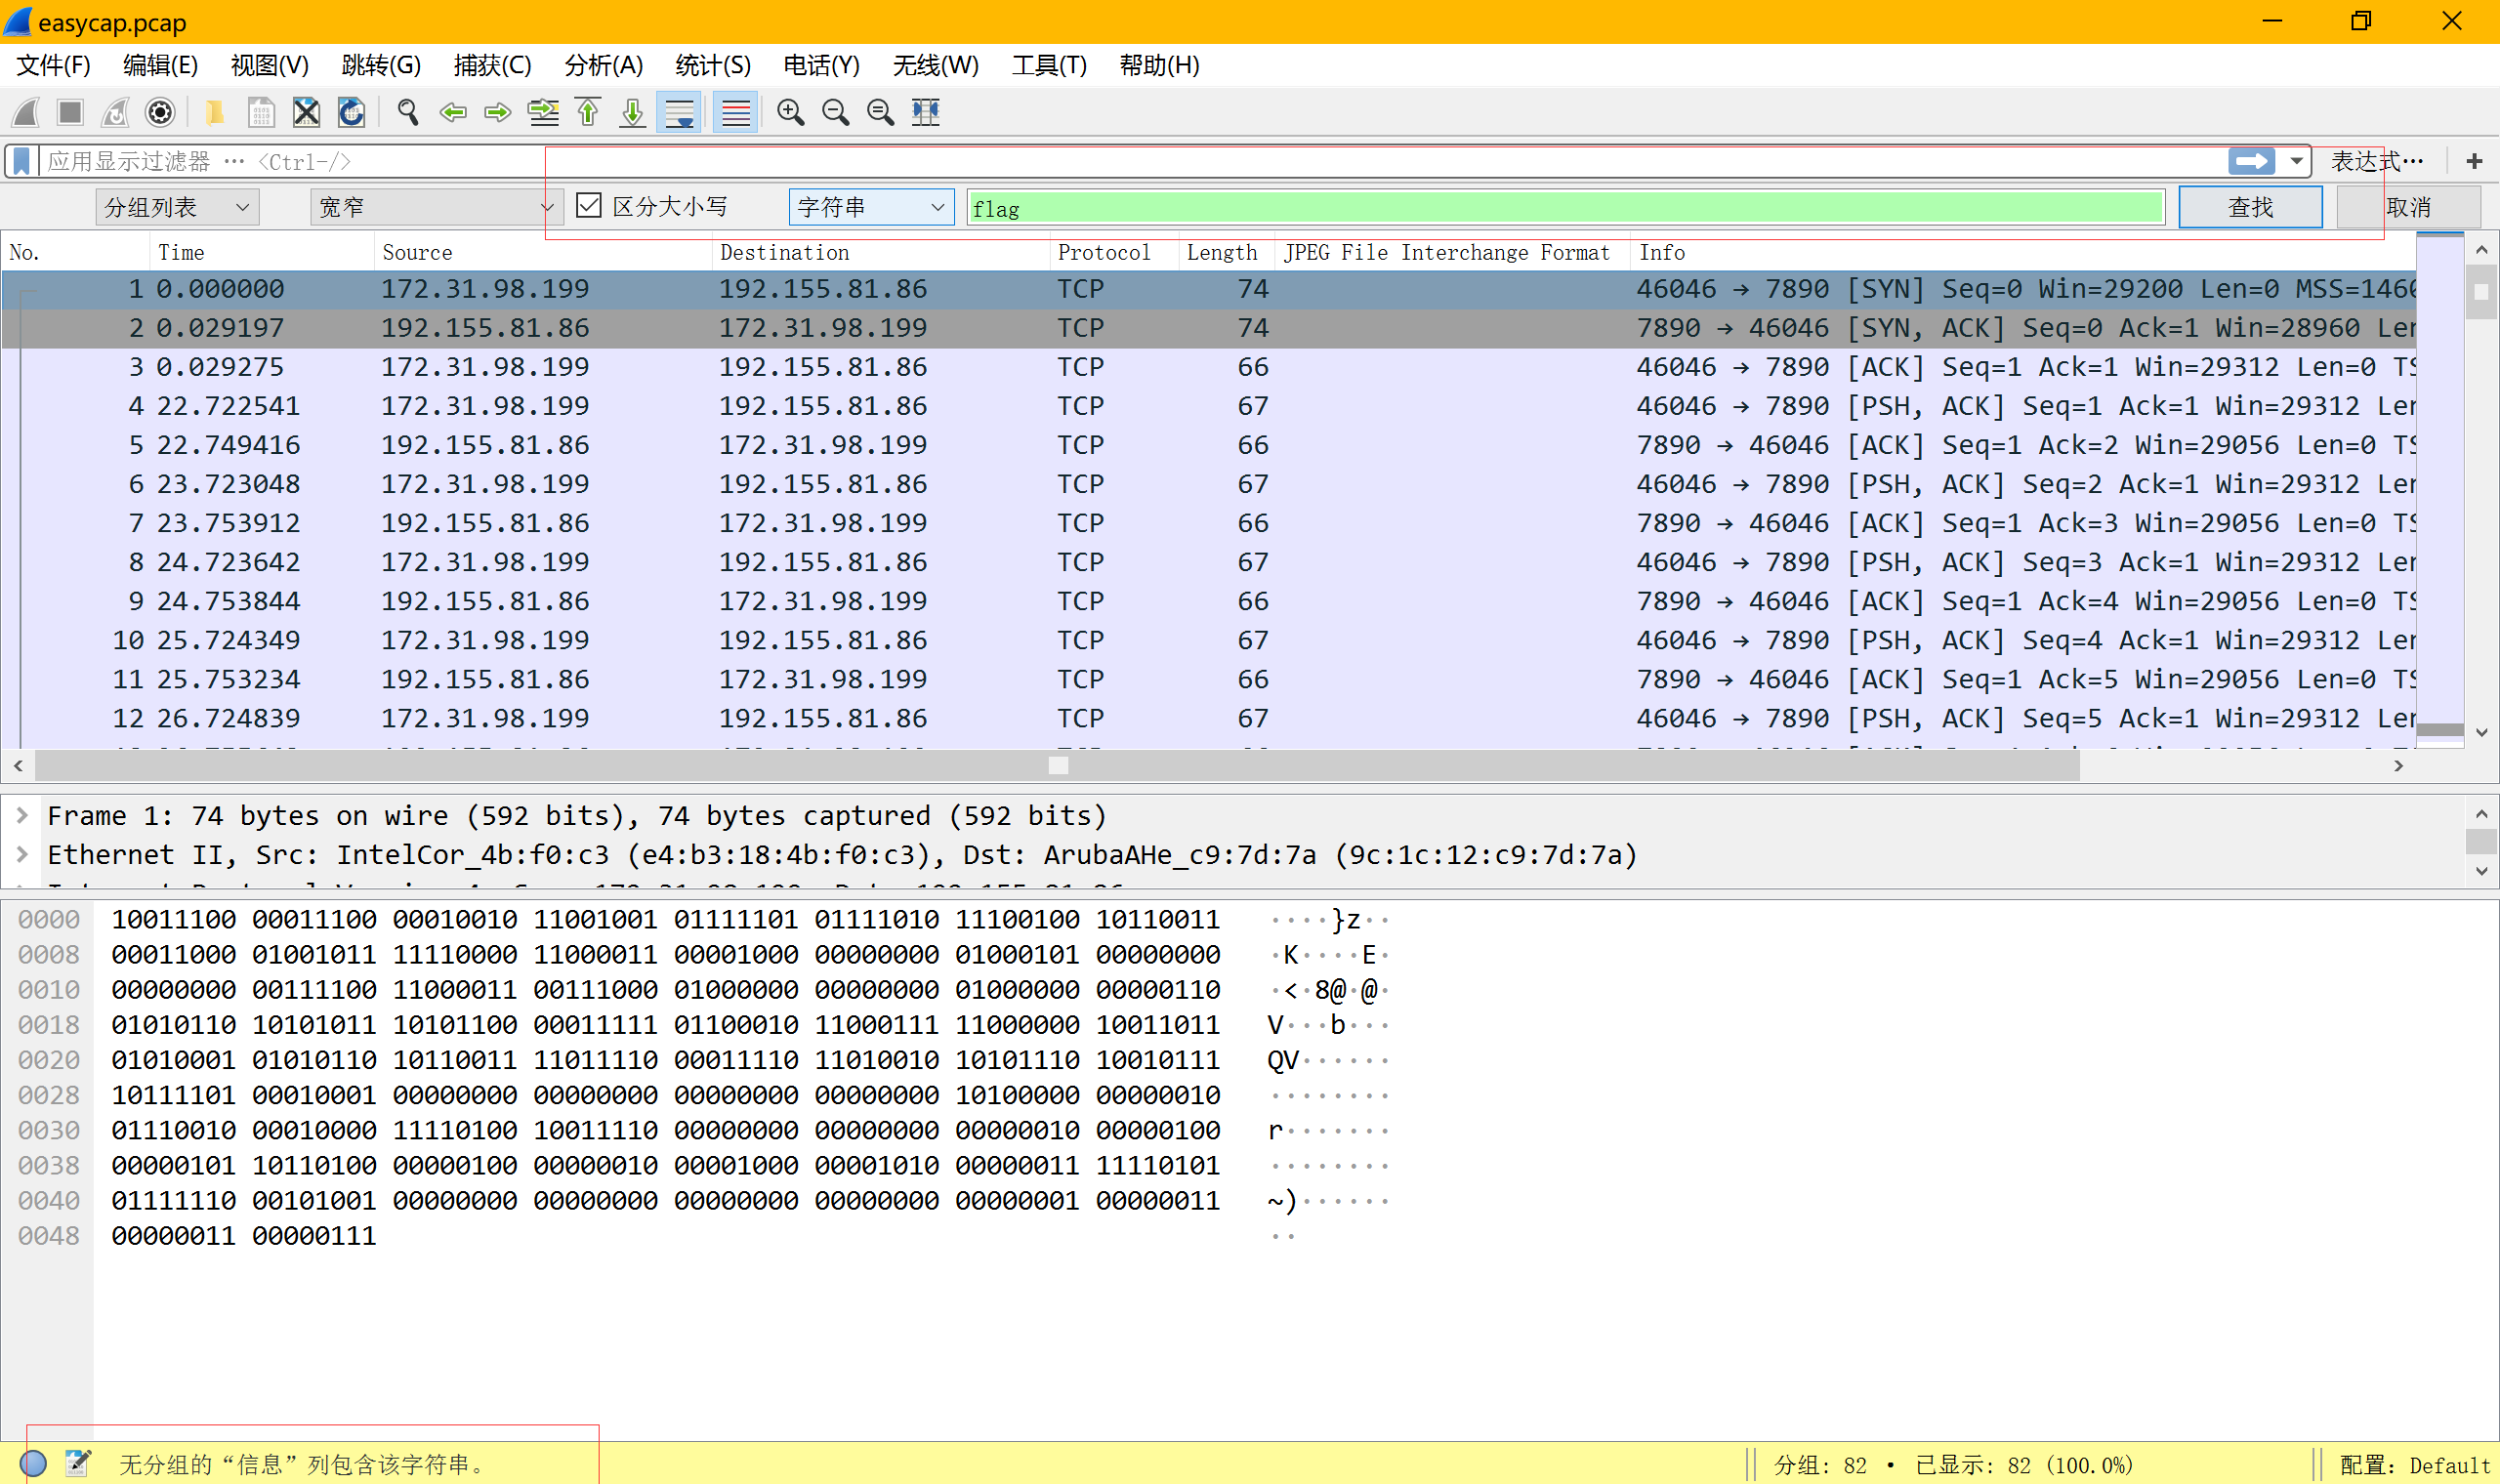 easycap.pcap
文件(F) 编辑(E) 视图(V) 跳转(G) 捕获(C) 分析(A) 统计(S) 电话(Y) 无线(W) 工具(T) 帮助(H)
应用显示过滤器 … <Ctrl-/> 表达式…
分组列表 宽窄 区分大小写 字符串 flag 查找 取消
No. Time Source Destination Protocol Length JPEG File Interchange Format Info
1 0.000000 172.31.98.199 192.155.81.86 TCP 74 46046 → 7890 [SYN] Seq=0 Win=29200 Len=0 MSS=1460
2 0.029197 192.155.81.86 172.31.98.199 TCP 74 7890 → 46046 [SYN, ACK] Seq=0 Ack=1 Win=28960 Len
3 0.029275 172.31.98.199 192.155.81.86 TCP 66 46046 → 7890 [ACK] Seq=1 Ack=1 Win=29312 Len=0 TS
4 22.722541 172.31.98.199 192.155.81.86 TCP 67 46046 → 7890 [PSH, ACK] Seq=1 Ack=1 Win=29312 Len
5 22.749416 192.155.81.86 172.31.98.199 TCP 66 7890 → 46046 [ACK] Seq=1 Ack=2 Win=29056 Len=0 TS
6 23.723048 172.31.98.199 192.155.81.86 TCP 67 46046 → 7890 [PSH, ACK] Seq=2 Ack=1 Win=29312 Len
7 23.753912 192.155.81.86 172.31.98.199 TCP 66 7890 → 46046 [ACK] Seq=1 Ack=3 Win=29056 Len=0 TS
8 24.723642 172.31.98.199 192.155.81.86 TCP 67 46046 → 7890 [PSH, ACK] Seq=3 Ack=1 Win=29312 Len
9 24.753844 192.155.81.86 172.31.98.199 TCP 66 7890 → 46046 [ACK] Seq=1 Ack=4 Win=29056 Len=0 TS
10 25.724349 172.31.98.199 192.155.81.86 TCP 67 46046 → 7890 [PSH, ACK] Seq=4 Ack=1 Win=29312 Len
11 25.753234 192.155.81.86 172.31.98.199 TCP 66 7890 → 46046 [ACK] Seq=1 Ack=5 Win=29056 Len=0 TS
12 26.724839 172.31.98.199 192.155.81.86 TCP 67 46046 → 7890 [PSH, ACK] Seq=5 Ack=1 Win=29312 Len
Frame 1: 74 bytes on wire (592 bits), 74 bytes captured (592 bits)
Ethernet II, Src: IntelCor_4b:f0:c3 (e4:b3:18:4b:f0:c3), Dst: ArubaAHe_c9:7d:7a (9c:1c:12:c9:7d:7a)
0000 10011100 00011100 00010010 11001001 01111101 01111010 11100100 10110011 ····}z··
0008 00011000 01001011 11110000 11000011 00001000 00000000 01000101 00000000 ·K····E·
0010 00000000 00111100 11000011 00111000 01000000 00000000 01000000 00000110 ·<·8@·@·
0018 01010110 10101011 10101100 00011111 01100010 11000111 11000000 10011011 V···b···
0020 01010001 01010110 10110011 11011110 00011110 11010010 10101110 10010111 QV······
0028 10111101 00010001 00000000 00000000 00000000 00000000 10100000 00000010 ········
0030 01110010 00010000 11110100 10011110 00000000 00000000 00000010 00000100 r·······
0038 00000101 10110100 00000100 00000010 00001000 00001010 00000011 11110101 ········
0040 01111110 00101001 00000000 00000000 00000000 00000000 00000001 00000011 ~)······
0048 00000011 00000111 ··
无分组的“信息”列包含该字符串。 分组: 82 · 已显示: 82 (100.0%) 配置: Default